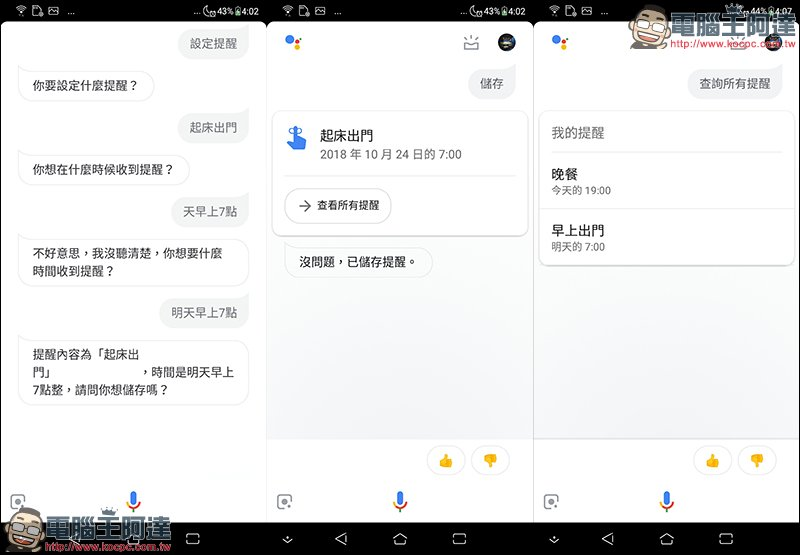 43% 4:02
設定提醒
你要設定什麼提醒？
起床出門
你想在什麼時候收到提醒？
天早上7點
不好意思，我沒聽清楚，你想要什麼
時間收到提醒？
明天早上7點
提醒內容為「起床出
門」，時間是明天早上
7點整，請問你想儲存嗎？
電腦王阿達
http://www.kocpc.com.tw
43% 4:02
儲存
起床出門
2018 年 10 月 24 日的 7:00
查看所有提醒
沒問題，已儲存提醒。
44% 4:07
電腦王阿達
http://www.kocpc.com.tw
查詢所有提醒
我的提醒
晚餐
今天的 19:00
早上出門
明天的 7:00